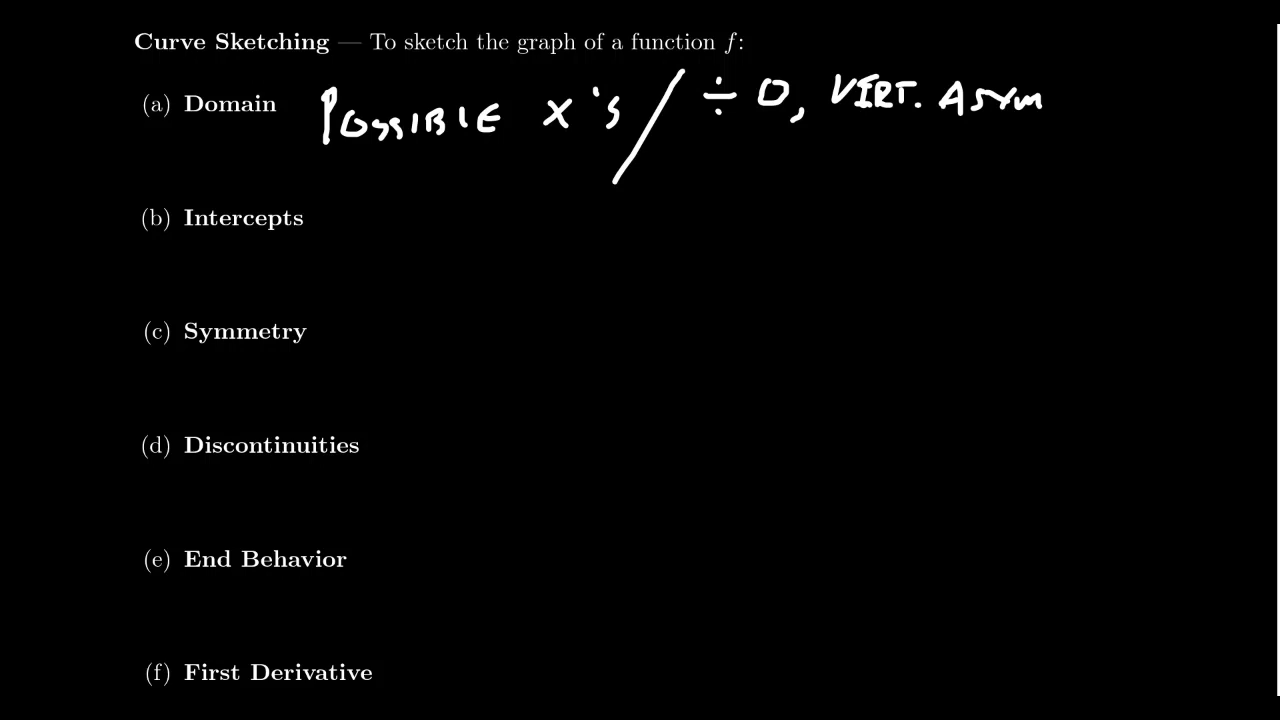 Curve Sketching — To sketch the graph of a function f:
(a) Domain POSSIBLE X's / ÷ 0, VERT. ASYM
(b) Intercepts
(c) Symmetry
(d) Discontinuities
(e) End Behavior
(f) First Derivative